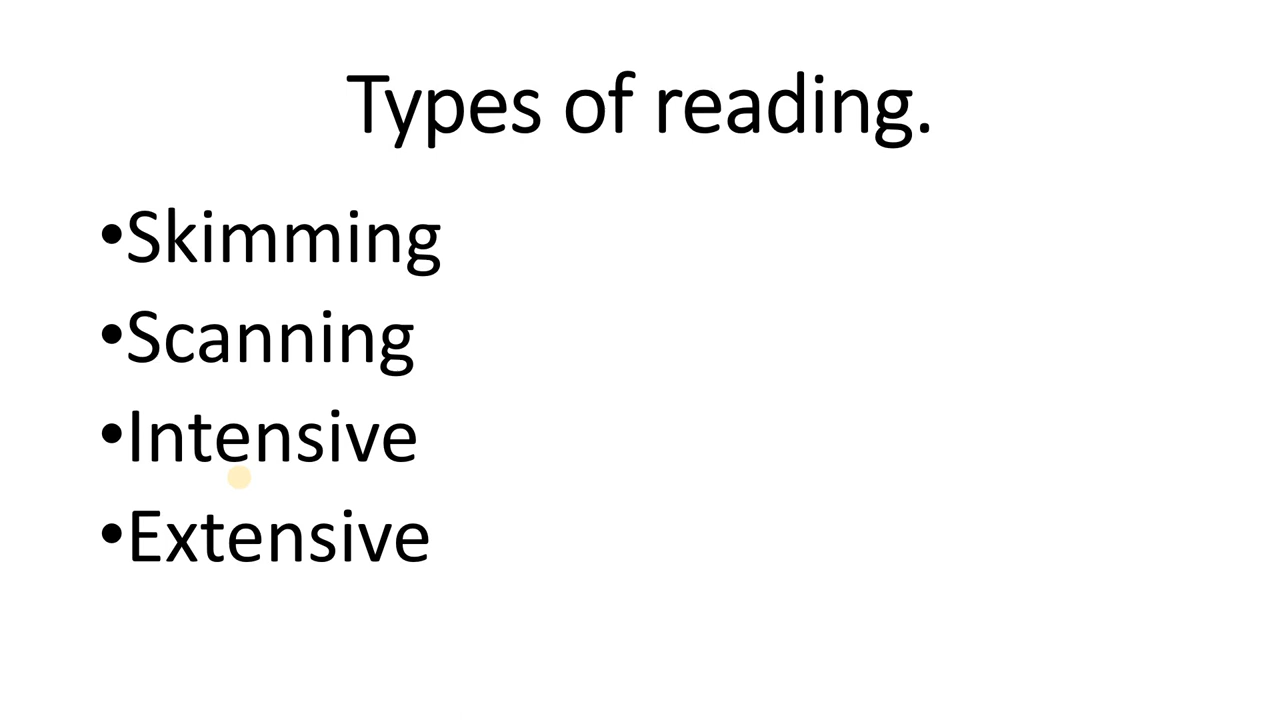 Types of reading.
•Skimming
•Scanning
•Intensive
•Extensive